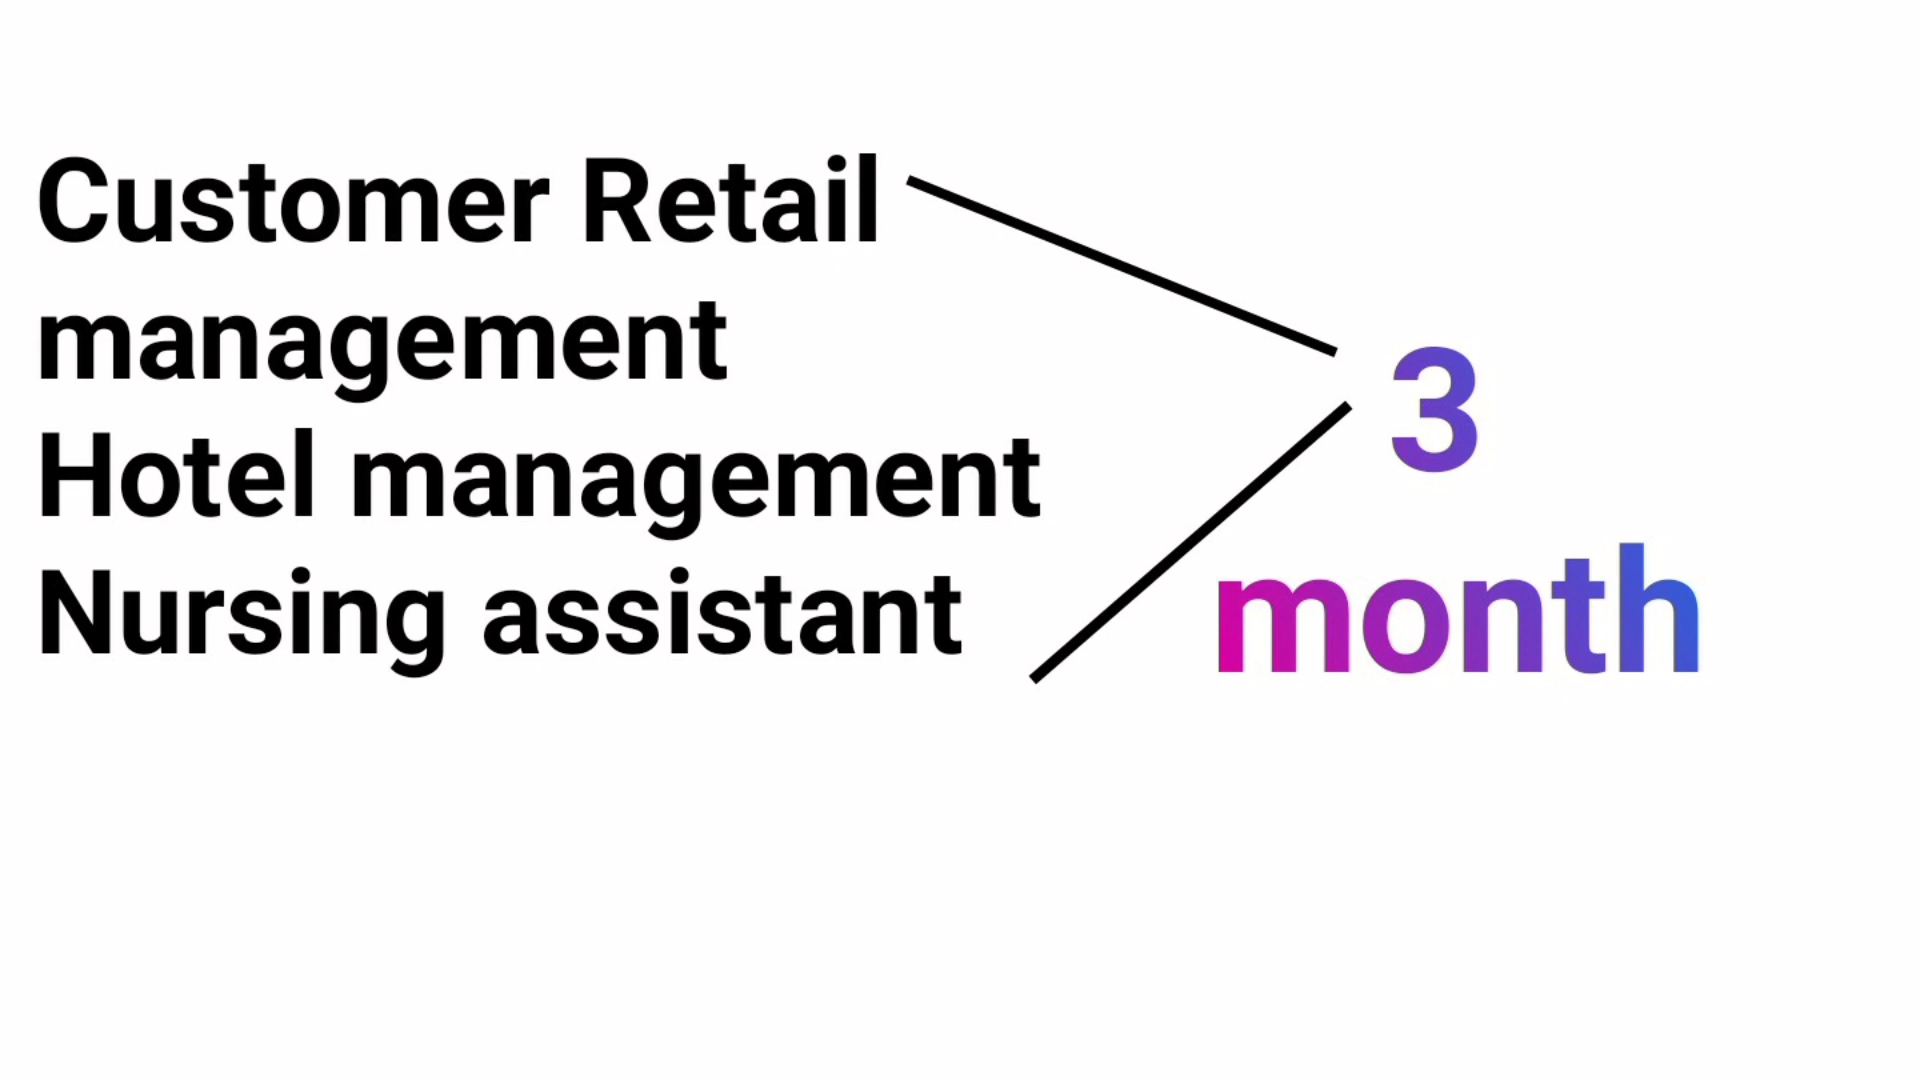 Customer Retail
management
Hotel management
Nursing assistant
3
month